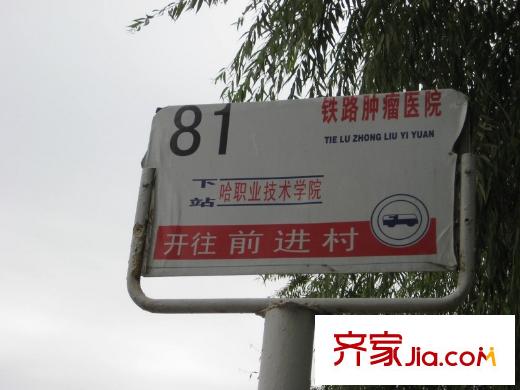 81
铁路肿瘤医院
TIE LU ZHONG LIU YI YUAN
下站 哈职业技术学院
开往前进村
齐家jia.com